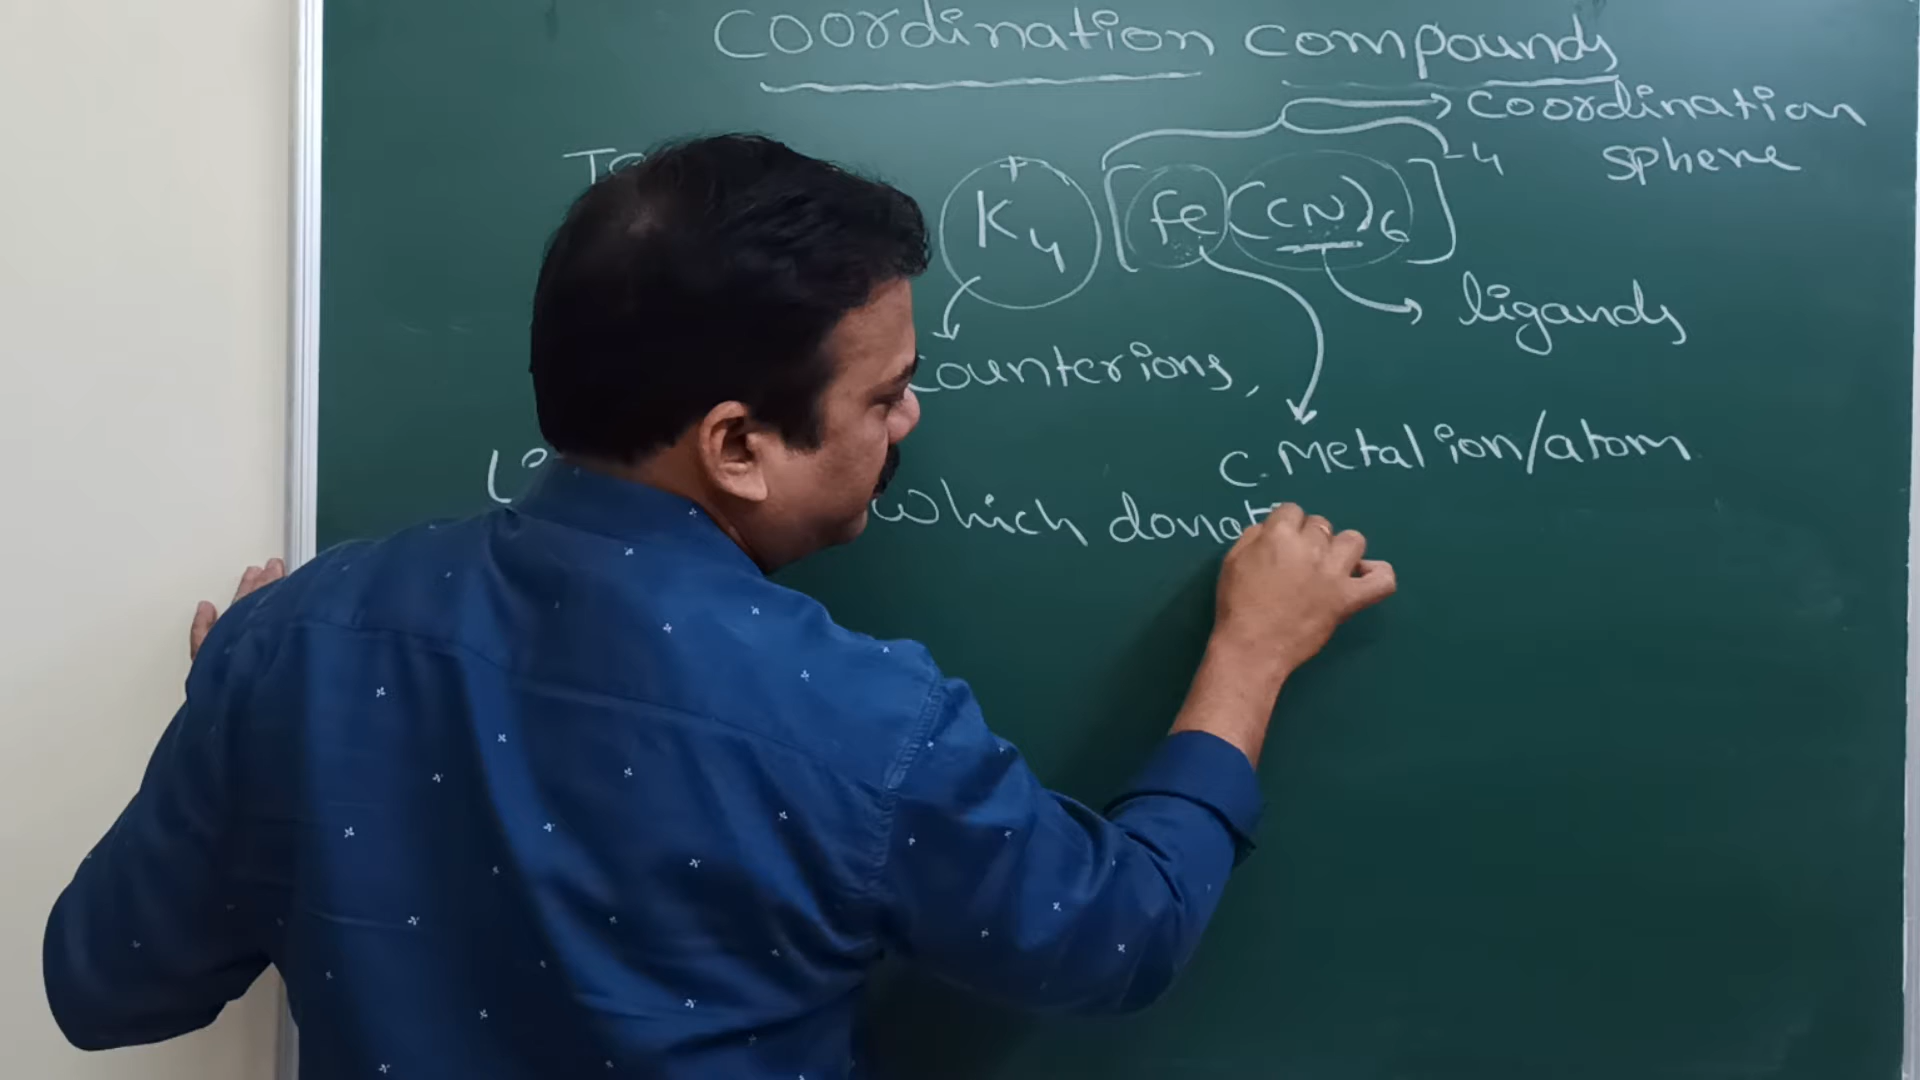 Coordination compounds
coordination
sphere
K4+ [Fe(CN)6]-4
ligands
counterions,
C. Metal ion/atom
which donat